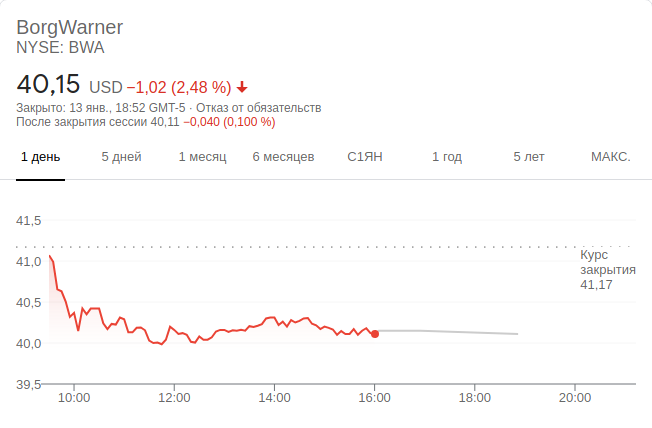 BorgWarner
NYSE: BWA
40,15 USD −1,02 (2,48 %)
Закрыто: 13 янв., 18:52 GMT-5 · Отказ от обязательств
После закрытия сессии 40,11 −0,040 (0,100 %)
1 день 5 дней 1 месяц 6 месяцев С1ЯН 1 год 5 лет МАКС.
41,5
41,0
40,5
40,0
39,5
Курс
закрытия
41,17
10:00 12:00 14:00 16:00 18:00 20:00